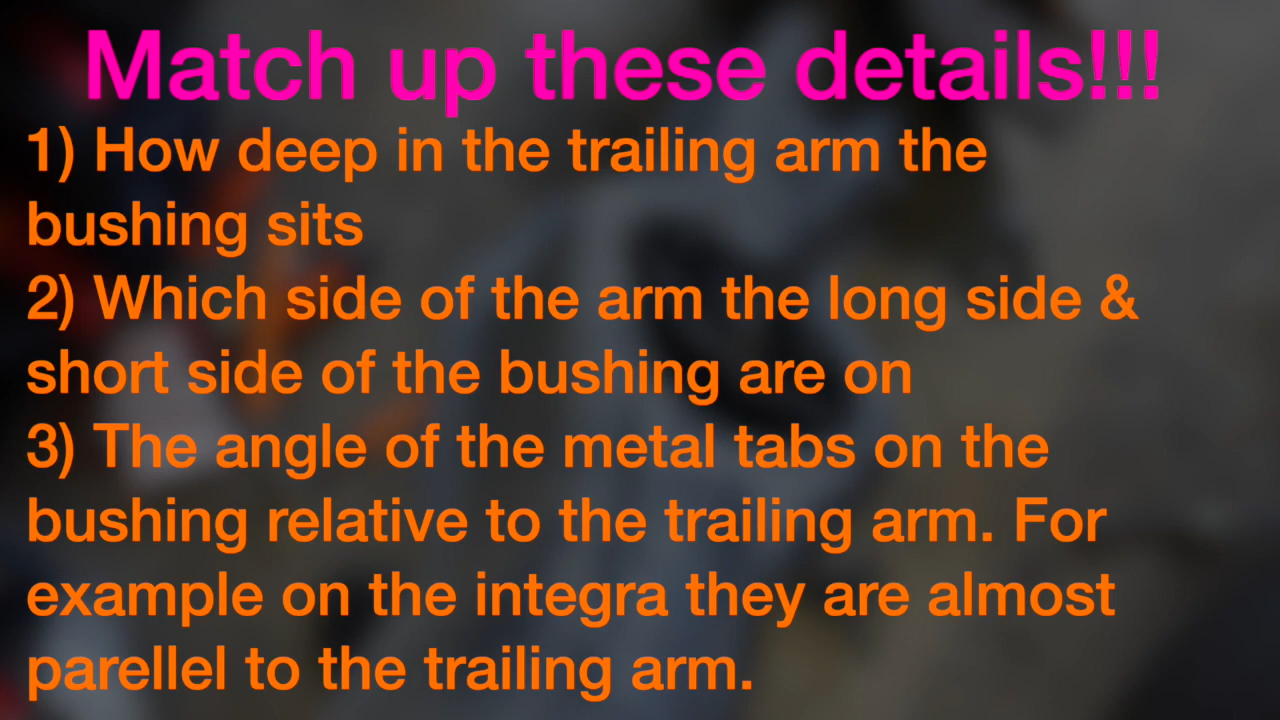 Match up these details!!!
1) How deep in the trailing arm the
bushing sits
2) Which side of the arm the long side &
short side of the bushing are on
3) The angle of the metal tabs on the
bushing relative to the trailing arm. For
example on the integra they are almost
parellel to the trailing arm.